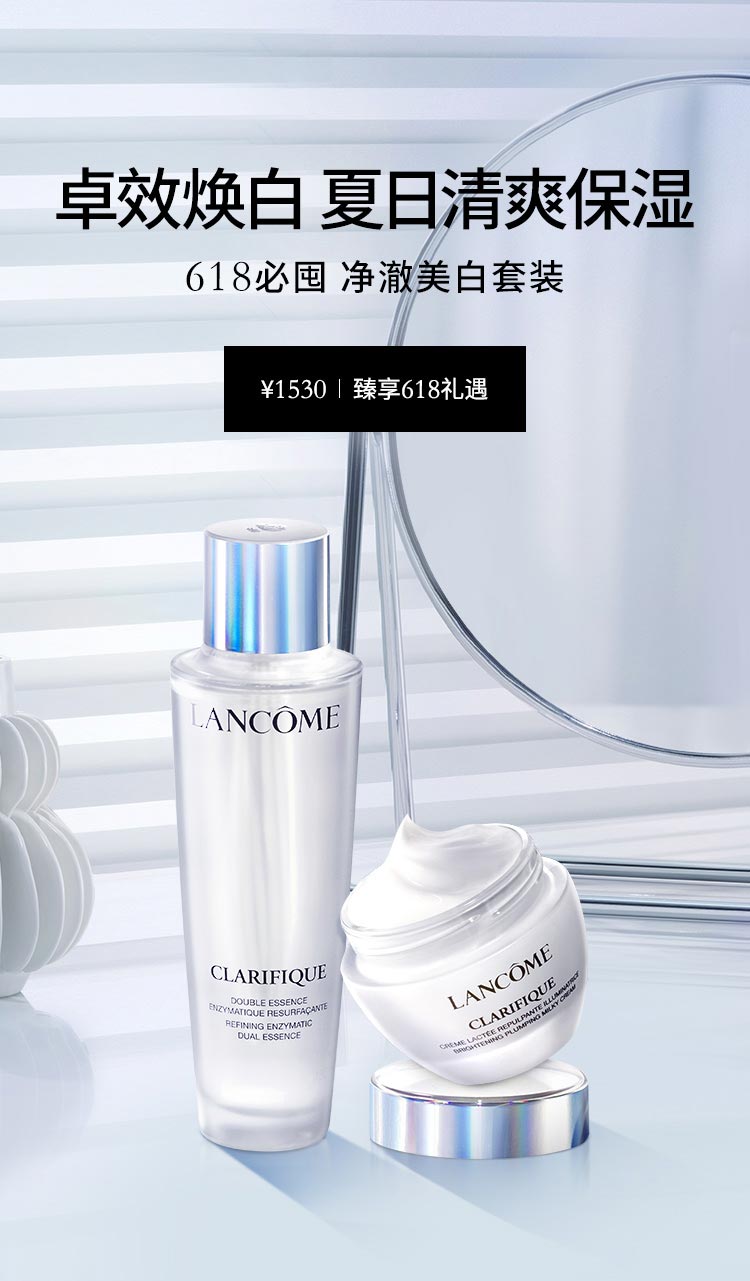 卓效焕白 夏日清爽保湿
618必囤 净澈美白套装
¥1530 | 臻享618礼遇
LANCÔME
CLARIFIQUE
DOUBLE ESSENCE
ENZYMATIQUE RESURFAÇANTE
REFINING ENZYMATIC
DUAL ESSENCE
LANCÔME
CLARIFIQUE
CRÈME LACTÉE REPULPANTE ILLUMINATRICE
BRIGHTENING PLUMPING MILKY CREAM